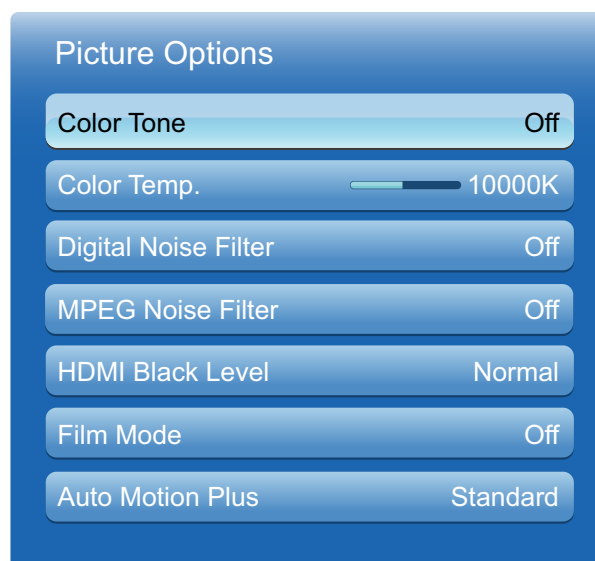 Picture Options
Color Tone Off
Color Temp. 10000K
Digital Noise Filter Off
MPEG Noise Filter Off
HDMI Black Level Normal
Film Mode Off
Auto Motion Plus Standard